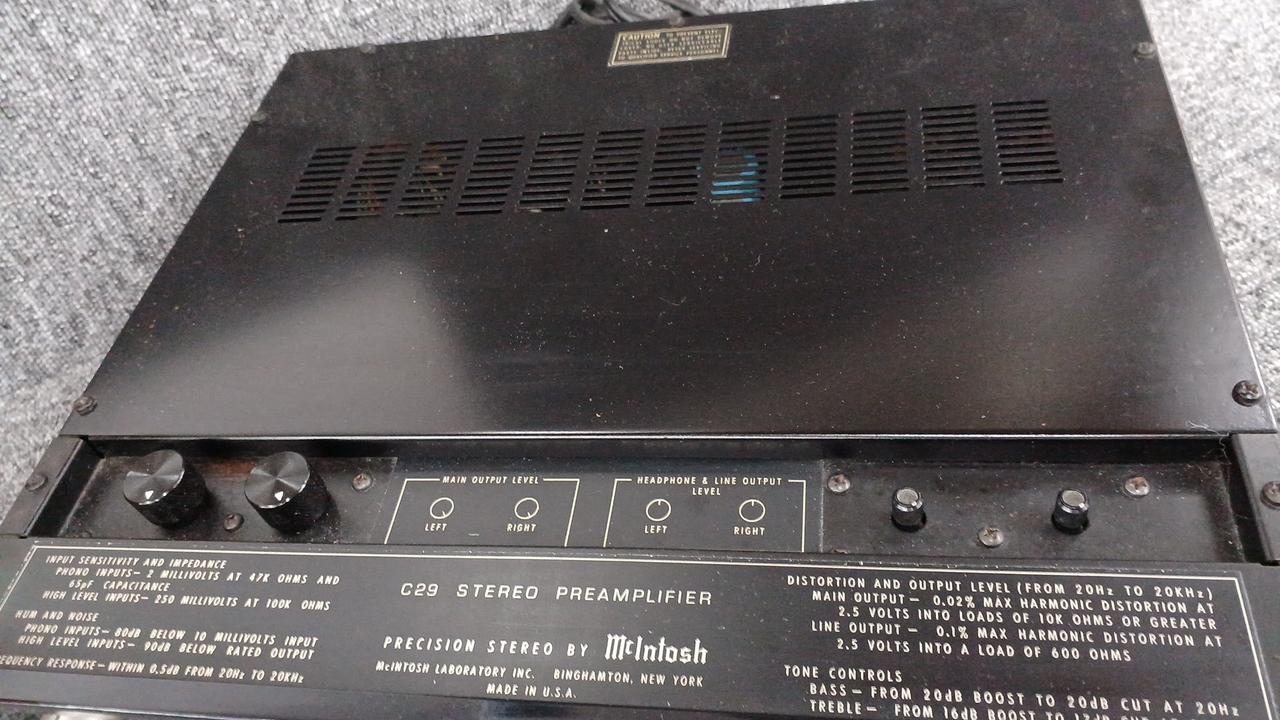 CAUTION
MAIN OUTPUT LEVEL
LEFT
RIGHT
HEADPHONE & LINE OUTPUT
LEVEL
LEFT
RIGHT
INPUT SENSITIVITY AND IMPEDANCE
PHONO INPUTS— 2 MILLIVOLTS AT 47K OHMS AND
65pF CAPACITANCE
HIGH LEVEL INPUTS— 250 MILLIVOLTS AT 100K OHMS
HUM AND NOISE
PHONO INPUTS— 80dB BELOW 10 MILLIVOLTS INPUT
HIGH LEVEL INPUTS— 90dB BELOW RATED OUTPUT
EQUENCY RESPONSE—WITHIN 0.5dB FROM 20Hz TO 20KHz
C29 STEREO PREAMPLIFIER
PRECISION STEREO BY McIntosh
McINTOSH LABORATORY INC. BINGHAMTON, NEW YORK
MADE IN U.S.A.
DISTORTION AND OUTPUT LEVEL (FROM 20Hz TO 20KHz)
MAIN OUTPUT — 0.02% MAX HARMONIC DISTORTION AT
2.5 VOLTS INTO LOADS OF 10K OHMS OR GREATER
LINE OUTPUT — 0.1% MAX HARMONIC DISTORTION AT
2.5 VOLTS INTO A LOAD OF 600 OHMS
TONE CONTROLS
BASS — FROM 20dB BOOST TO 20dB CUT AT 20Hz
TREBLE — FROM 16dB BOOST TO